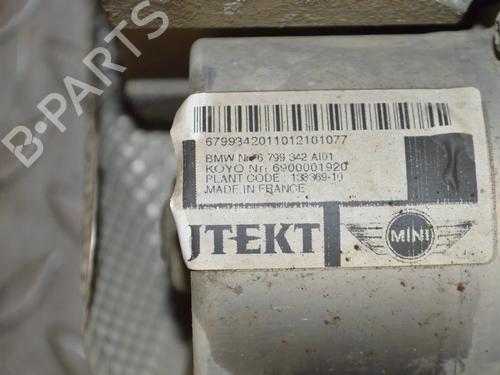 B-PARTS
6799342011012101077
BMW Nr: 6 799 342 AI01
KOYO Nr: 6900001920
PLANT CODE : 138369-10
MADE IN FRANCE
JTEKT
MINI